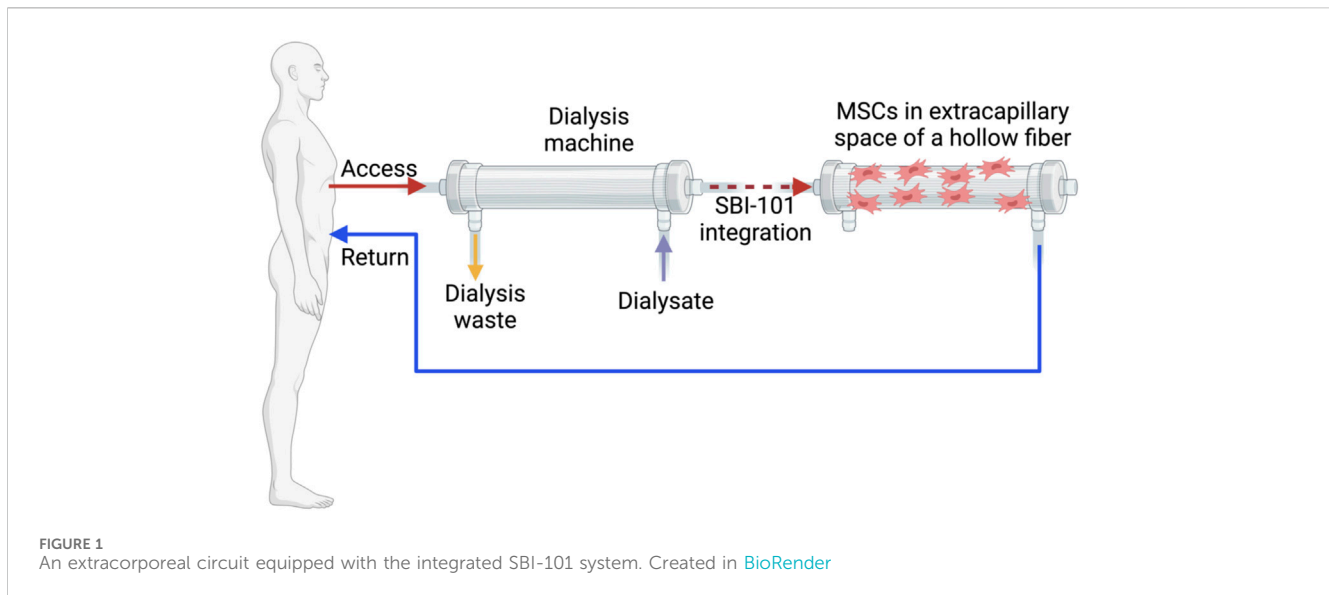 Dialysis
machine
MSCs in extracapillary
space of a hollow fiber
Access
SBI-101
integration
Return
Dialysis
waste
Dialysate
FIGURE 1
An extracorporeal circuit equipped with the integrated SBI-101 system. Created in BioRender